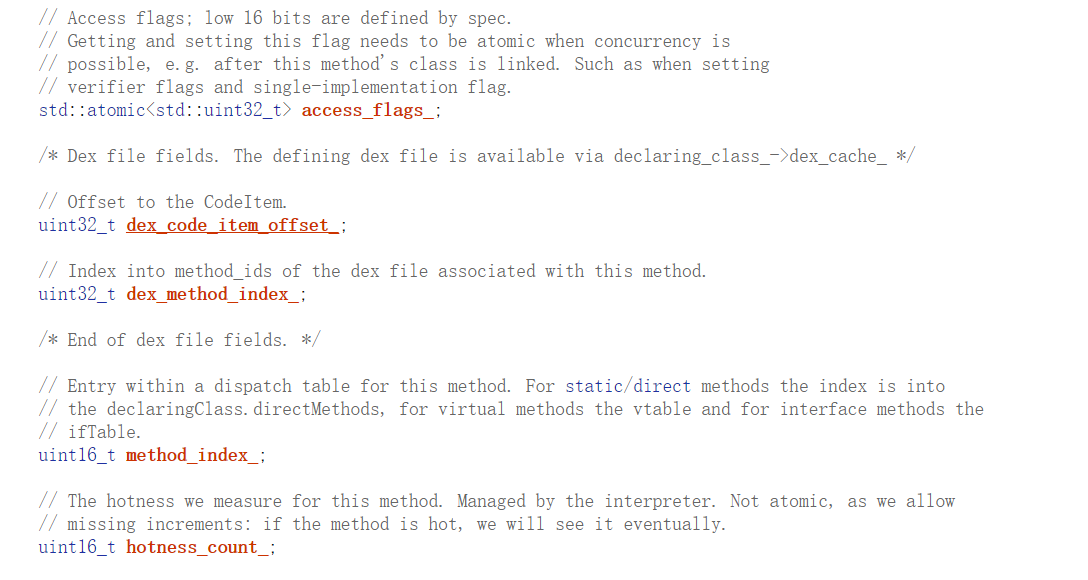 // Access flags; low 16 bits are defined by spec.
// Getting and setting this flag needs to be atomic when concurrency is
// possible, e.g. after this method's class is linked. Such as when setting
// verifier flags and single-implementation flag.
std::atomic<std::uint32_t> access_flags_;
/* Dex file fields. The defining dex file is available via declaring_class_->dex_cache_ */
// Offset to the CodeItem.
uint32_t dex_code_item_offset_;
// Index into method_ids of the dex file associated with this method.
uint32_t dex_method_index_;
/* End of dex file fields. */
// Entry within a dispatch table for this method. For static/direct methods the index is into
// the declaringClass.directMethods, for virtual methods the vtable and for interface methods the
// ifTable.
uint16_t method_index_;
// The hotness we measure for this method. Managed by the interpreter. Not atomic, as we allow
// missing increments: if the method is hot, we will see it eventually.
uint16_t hotness_count_;